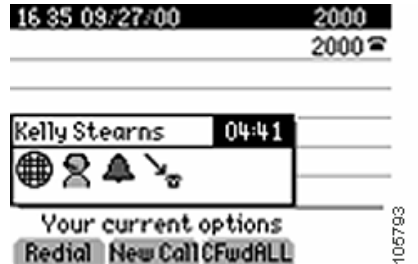 16 35 09/27/00 2000
2000
Kelly Stearns 04:41
Your current options
Redial New Call CFwdALL
105793